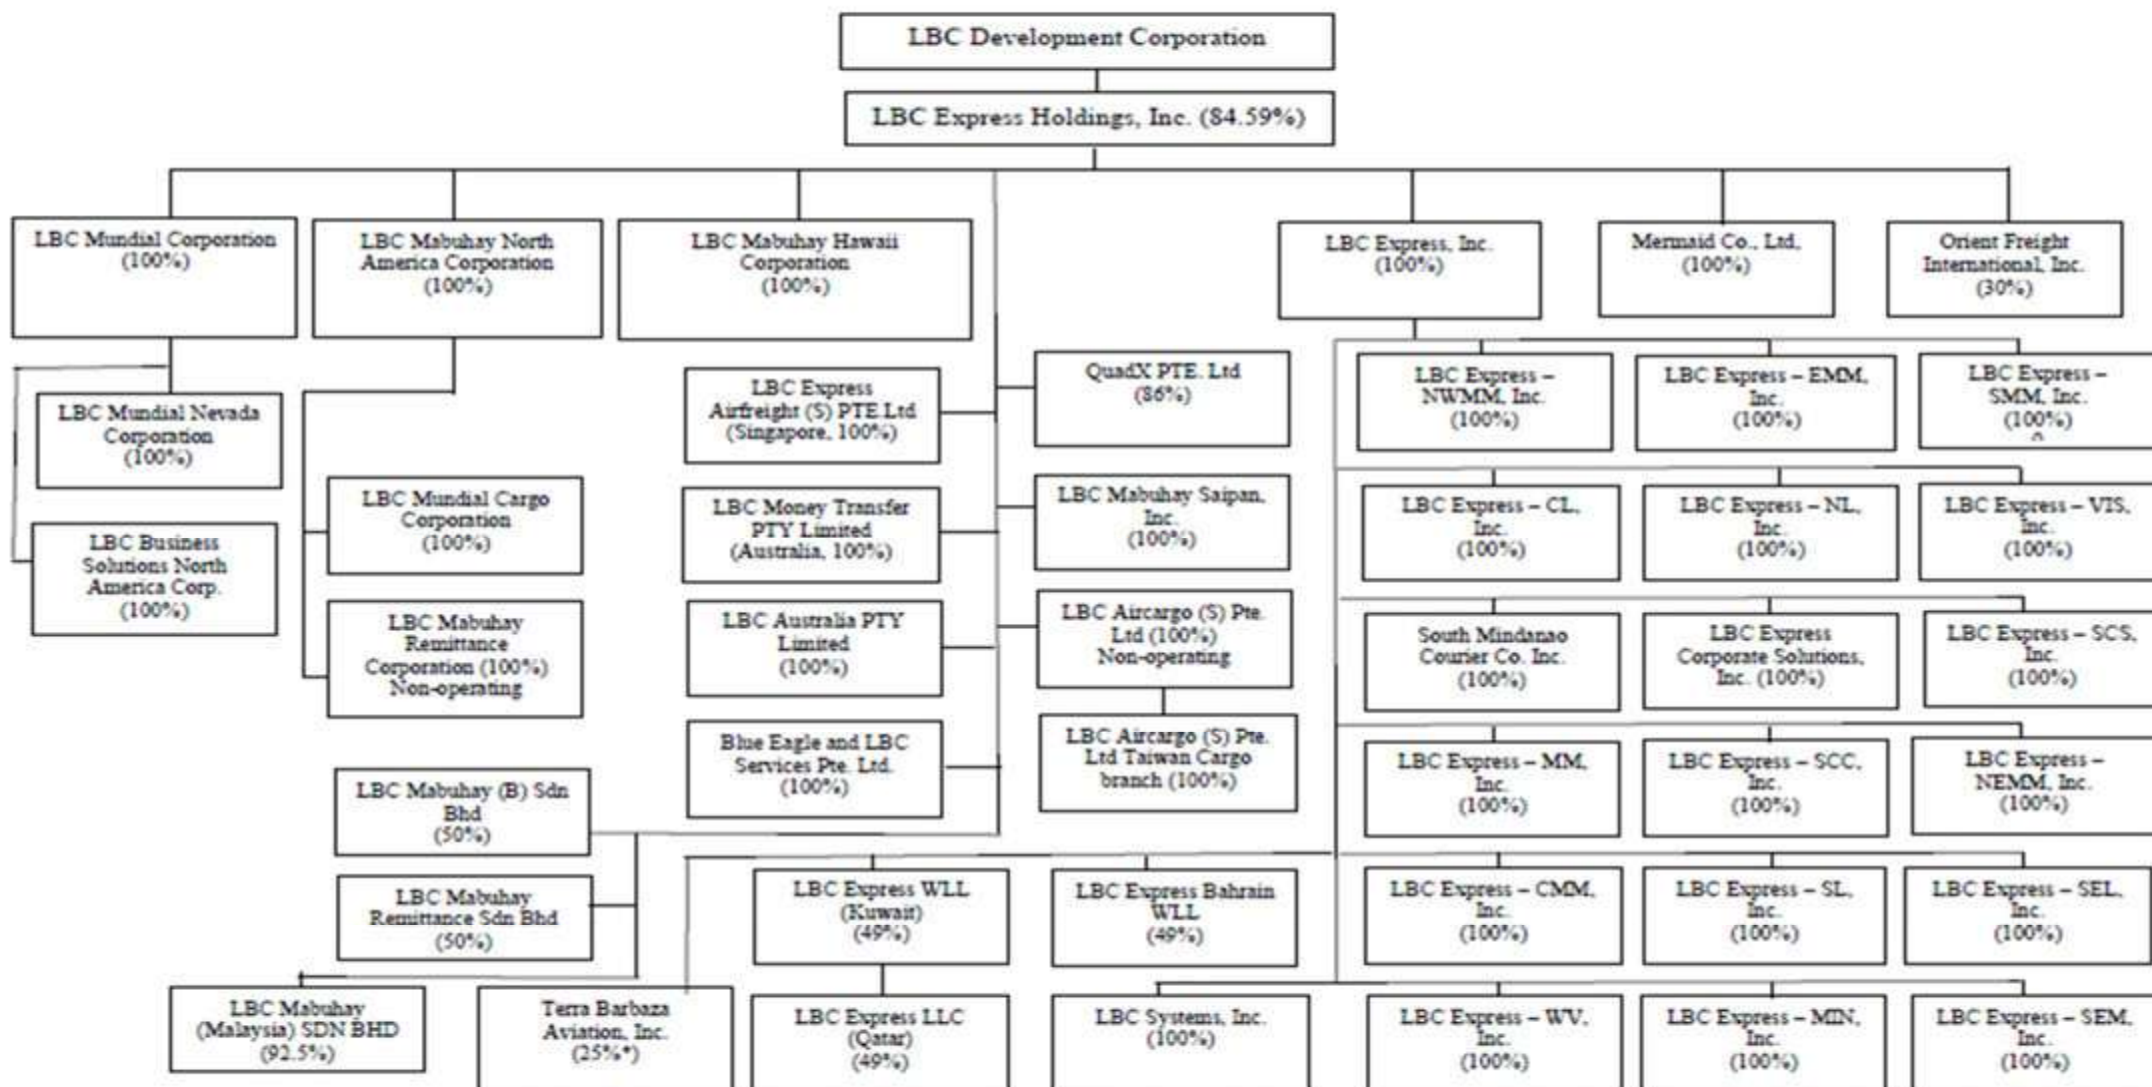 LBC Development Corporation
LBC Express Holdings, Inc. (84.59%)
LBC Mundial Corporation
(100%)
LBC Mabuhay North
America Corporation
(100%)
LBC Mabuhay Hawaii
Corporation
(100%)
LBC Express, Inc.
(100%)
Mermaid Co., Ltd,
(100%)
Orient Freight
International, Inc.
(30%)
LBC Mundial Nevada
Corporation
(100%)
LBC Business
Solutions North
America Corp.
(100%)
LBC Mundial Cargo
Corporation
(100%)
LBC Mabuhay
Remittance
Corporation (100%)
Non-operating
LBC Express
Airfreight (S) PTE Ltd
(Singapore, 100%)
LBC Money Transfer
PTY Limited
(Australia, 100%)
LBC Australia PTY
Limited
(100%)
Blue Eagle and LBC
Services Pte. Ltd.
(100%)
QuadX PTE. Ltd
(86%)
LBC Mabuhay Saipan,
Inc.
(100%)
LBC Aircargo (S) Pte.
Ltd (100%)
Non-operating
LBC Aircargo (S) Pte.
Ltd Taiwan Cargo
branch (100%)
LBC Express –
NWMM, Inc.
(100%)
LBC Express – EMM,
Inc.
(100%)
LBC Express –
SMM, Inc.
(100%)
LBC Express – CL,
Inc.
(100%)
LBC Express – NL,
Inc.
(100%)
LBC Express – VIS,
Inc.
(100%)
South Mindanao
Courier Co. Inc.
(100%)
LBC Express
Corporate Solutions,
Inc. (100%)
LBC Express – SCS,
Inc.
(100%)
LBC Express – MM,
Inc.
(100%)
LBC Express – SCC,
Inc.
(100%)
LBC Express –
NEMM, Inc.
(100%)
LBC Mabuhay (B) Sdn
Bhd
(50%)
LBC Mabuhay
Remittance Sdn Bhd
(50%)
LBC Express WLL
(Kuwait)
(49%)
LBC Express Bahrain
WLL
(49%)
LBC Express – CMM,
Inc.
(100%)
LBC Express – SL,
Inc.
(100%)
LBC Express – SEL,
Inc.
(100%)
LBC Mabuhay
(Malaysia) SDN BHD
(92.5%)
Terra Barbaza
Aviation, Inc.
(25%*)
LBC Express LLC
(Qatar)
(49%)
LBC Systems, Inc.
(100%)
LBC Express – WV,
Inc.
(100%)
LBC Express – MIN,
Inc.
(100%)
LBC Express – SEM,
Inc.
(100%)